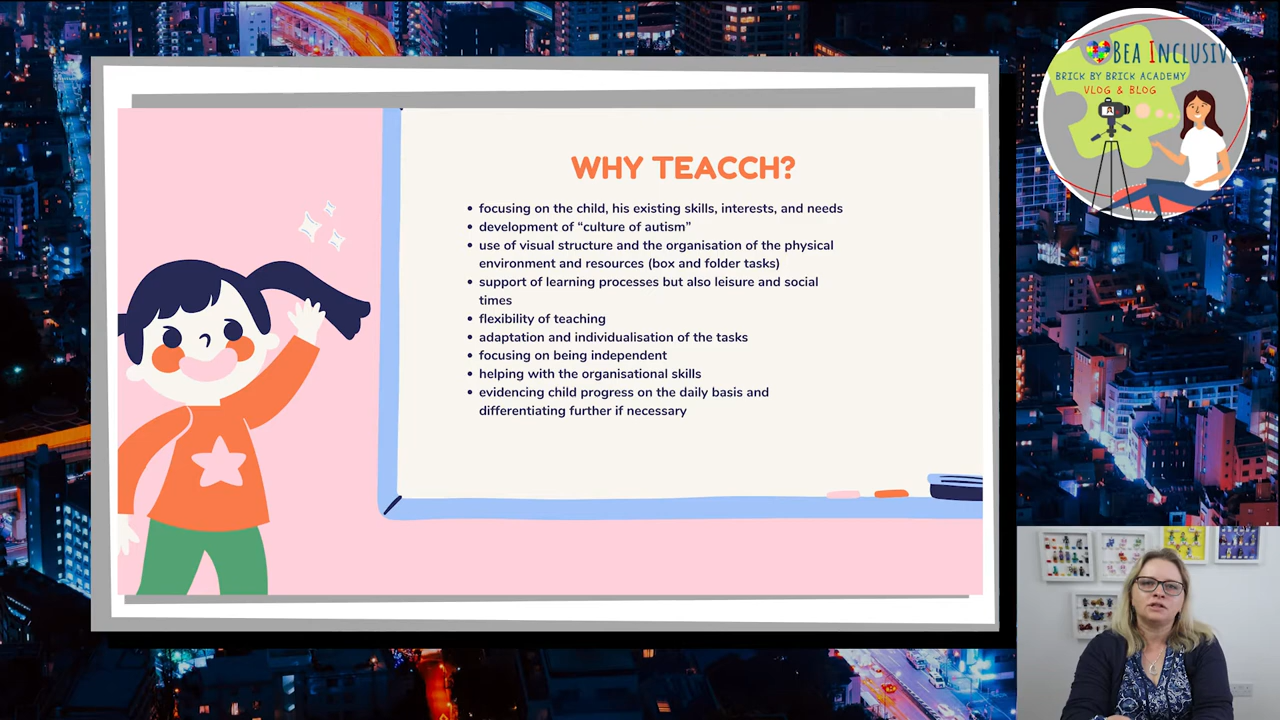 BEA INCLUSIVE
BRICK BY BRICK ACADEMY
VLOG & BLOG
WHY TEACCH?
• focusing on the child, his existing skills, interests, and needs
• development of “culture of autism”
• use of visual structure and the organisation of the physical
environment and resources (box and folder tasks)
• support of learning processes but also leisure and social
times
• flexibility of teaching
• adaptation and individualisation of the tasks
• focusing on being independent
• helping with the organisational skills
• evidencing child progress on the daily basis and
differentiating further if necessary